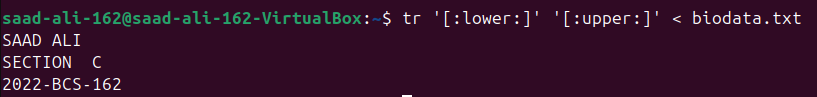 saad-ali-162@saad-ali-162-VirtualBox:~$ tr '[:lower:]' '[:upper:]' < biodata.txt
SAAD ALI
SECTION  C
2022-BCS-162